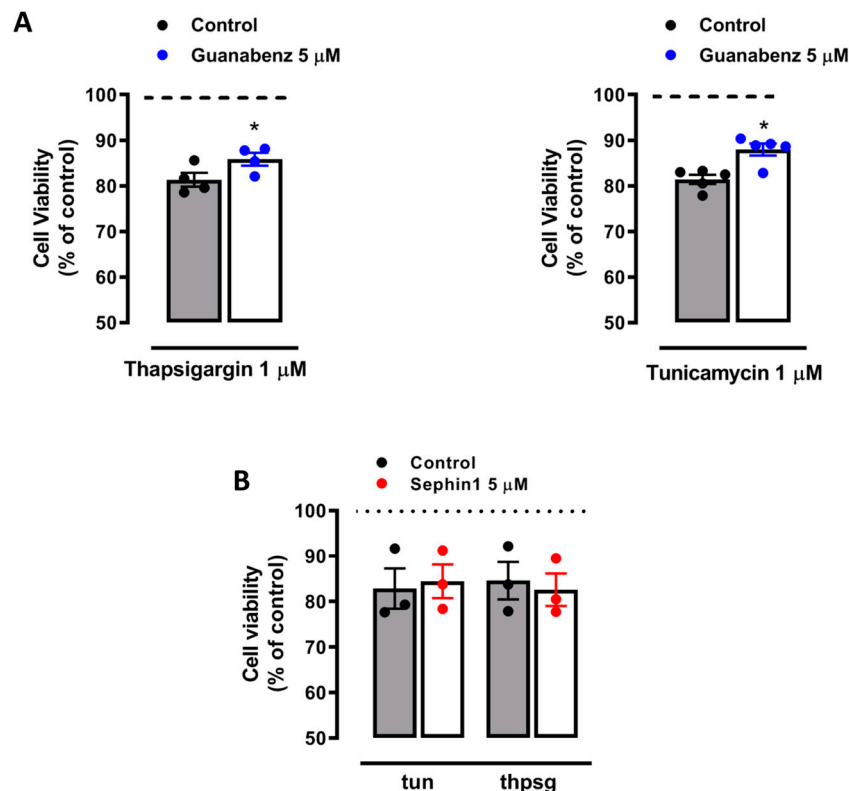 A
Control
Guanabenz 5 μM
100
90
80
70
60
50
Cell Viability
(% of control)
*
Thapsigargin 1 μM
Control
Guanabenz 5 μM
100
90
80
70
60
50
Cell Viability
(% of control)
*
Tunicamycin 1 μM
B
Control
Sephin1 5 μM
100
90
80
70
60
50
Cell viability
(% of control)
tun thpsg